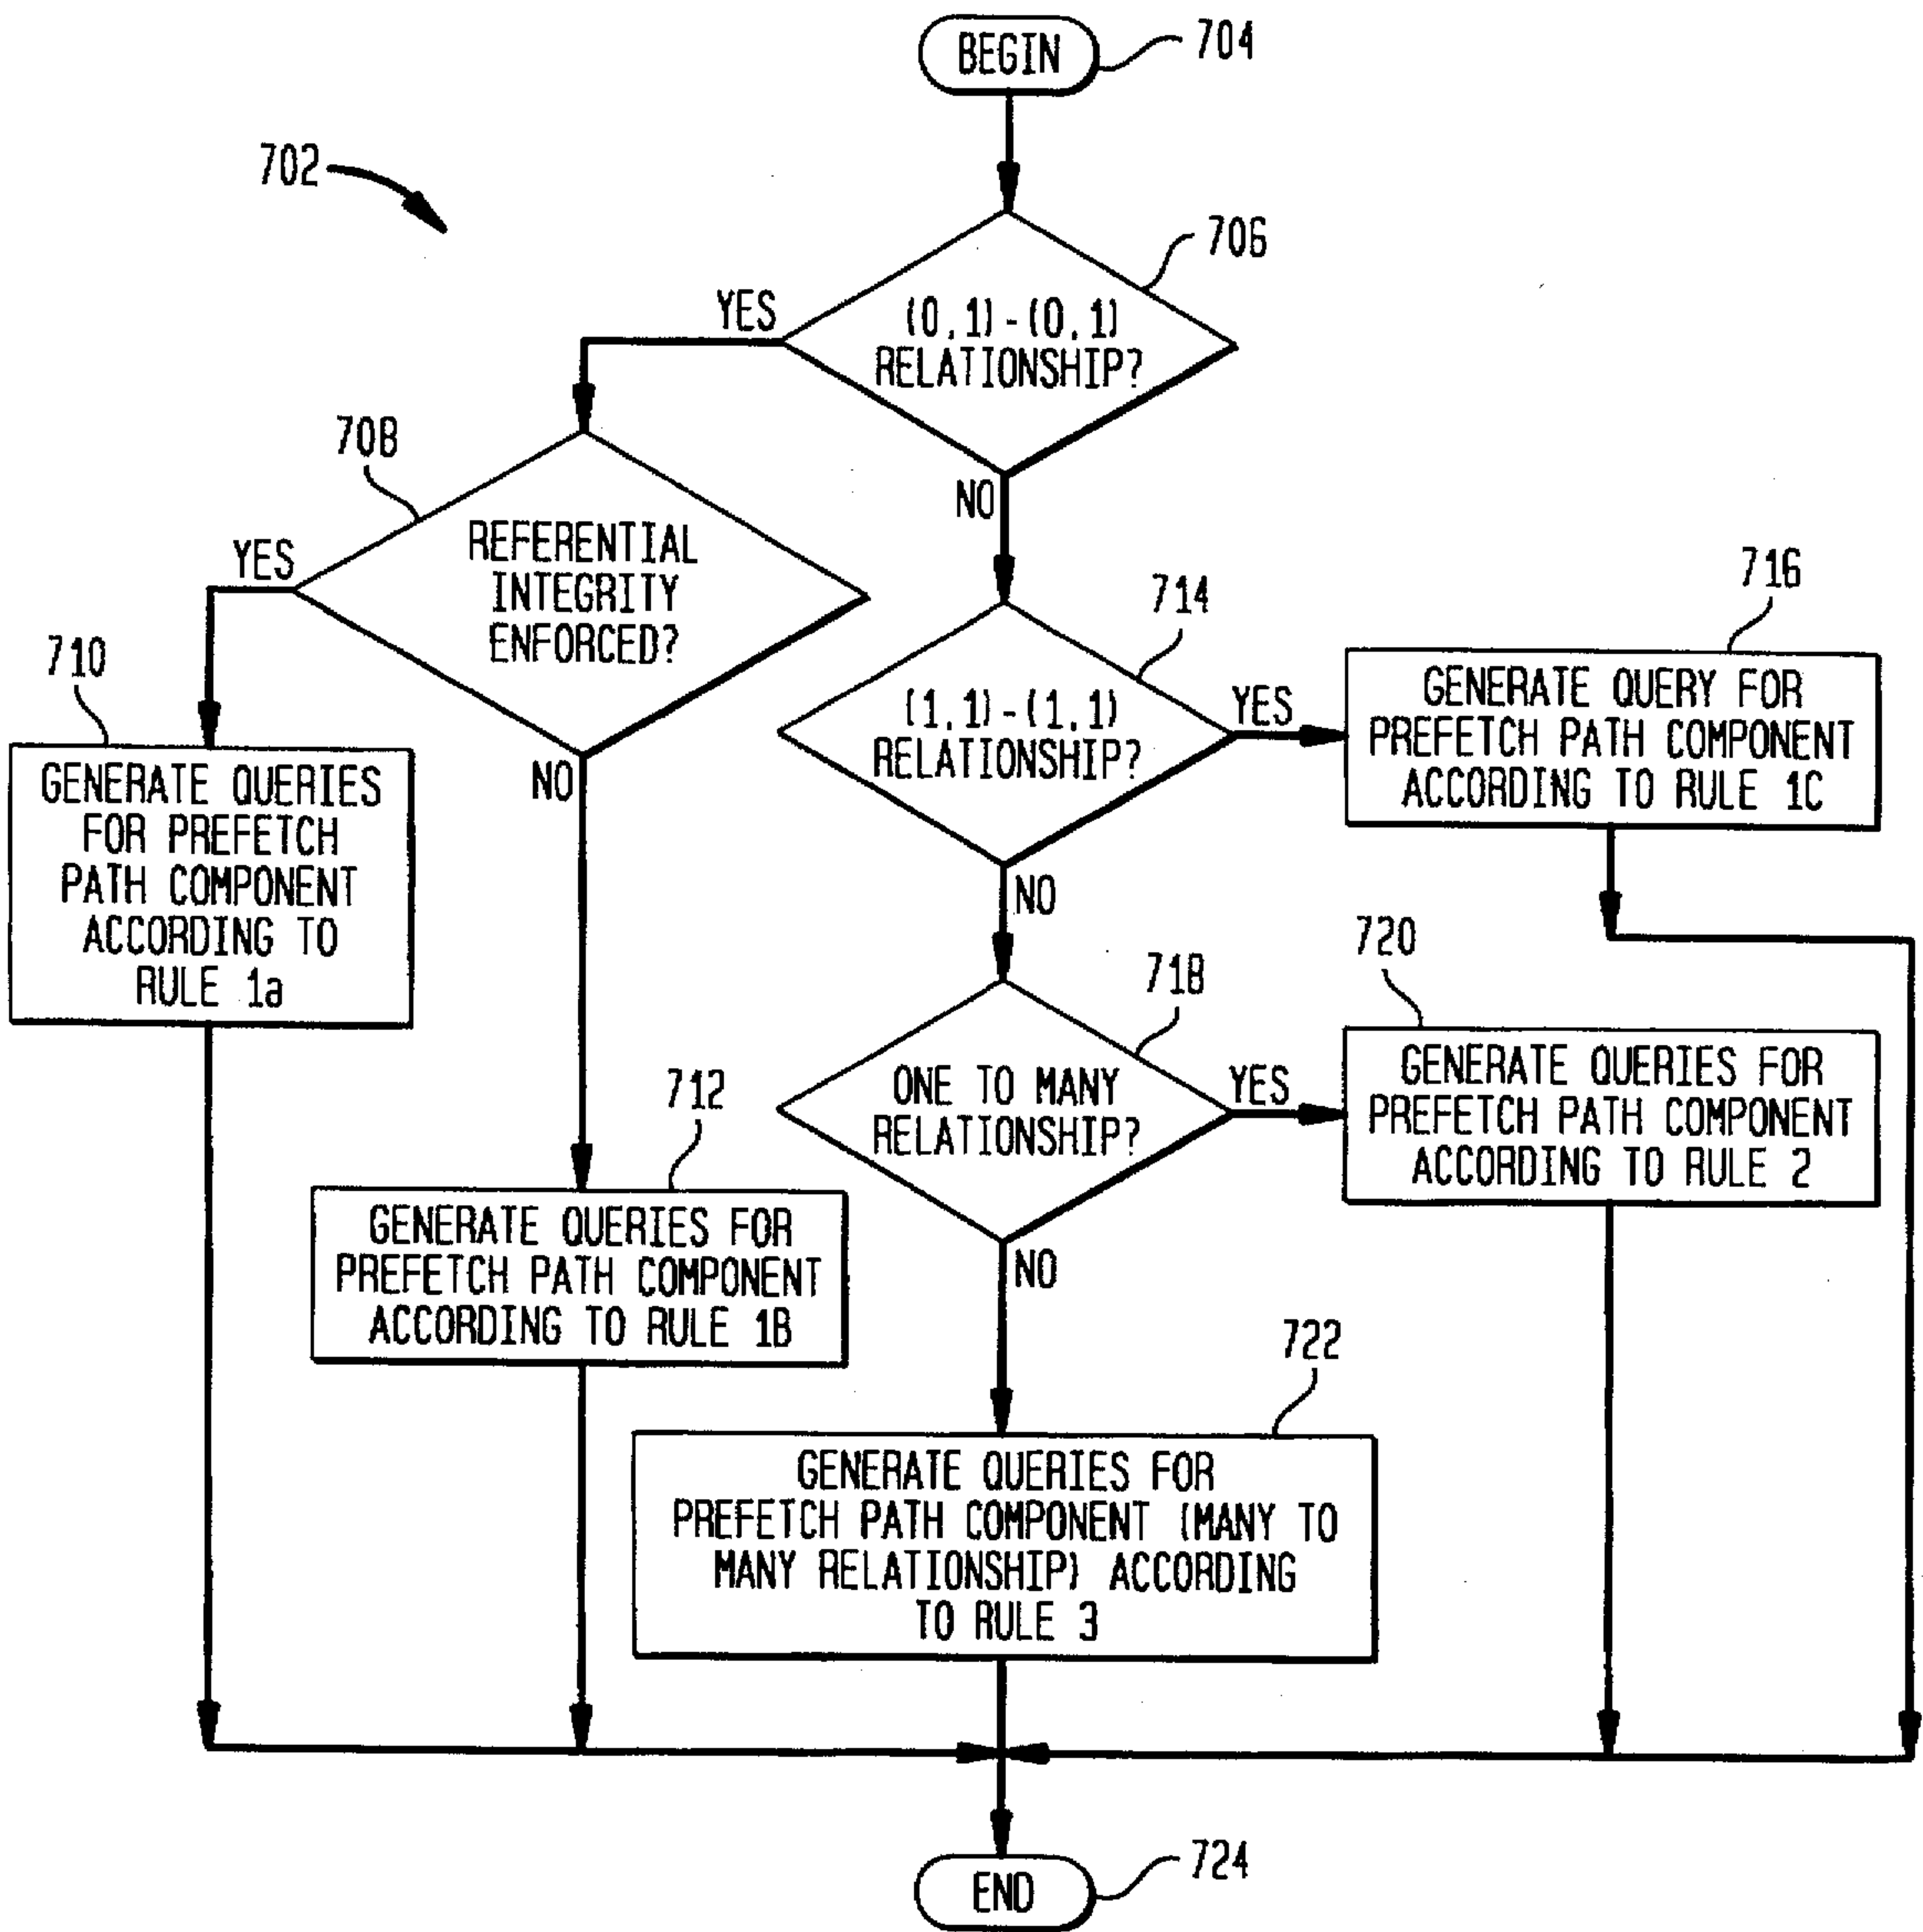 BEGIN
704
702
706
(0,1)-(0,1)
RELATIONSHIP?
YES
NO
708
REFERENTIAL
INTEGRITY
ENFORCED?
YES
NO
710
GENERATE QUERIES
FOR PREFETCH
PATH COMPONENT
ACCORDING TO
RULE 1a
714
(1,1)-(1,1)
RELATIONSHIP?
YES
NO
716
GENERATE QUERY FOR
PREFETCH PATH COMPONENT
ACCORDING TO RULE 1C
712
GENERATE QUERIES FOR
PREFETCH PATH COMPONENT
ACCORDING TO RULE 1B
718
ONE TO MANY
RELATIONSHIP?
YES
NO
720
GENERATE QUERIES FOR
PREFETCH PATH COMPONENT
ACCORDING TO RULE 2
722
GENERATE QUERIES FOR
PREFETCH PATH COMPONENT (MANY TO
MANY RELATIONSHIP) ACCORDING
TO RULE 3
END
724